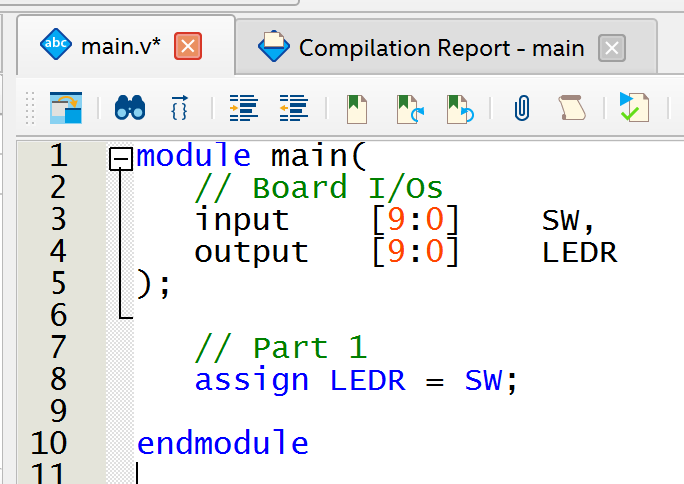 abc main.v* Compilation Report - main
1 module main(
2 // Board I/Os
3 input [9:0] SW,
4 output [9:0] LEDR
5 );
6
7 // Part 1
8 assign LEDR = SW;
9
10 endmodule
11